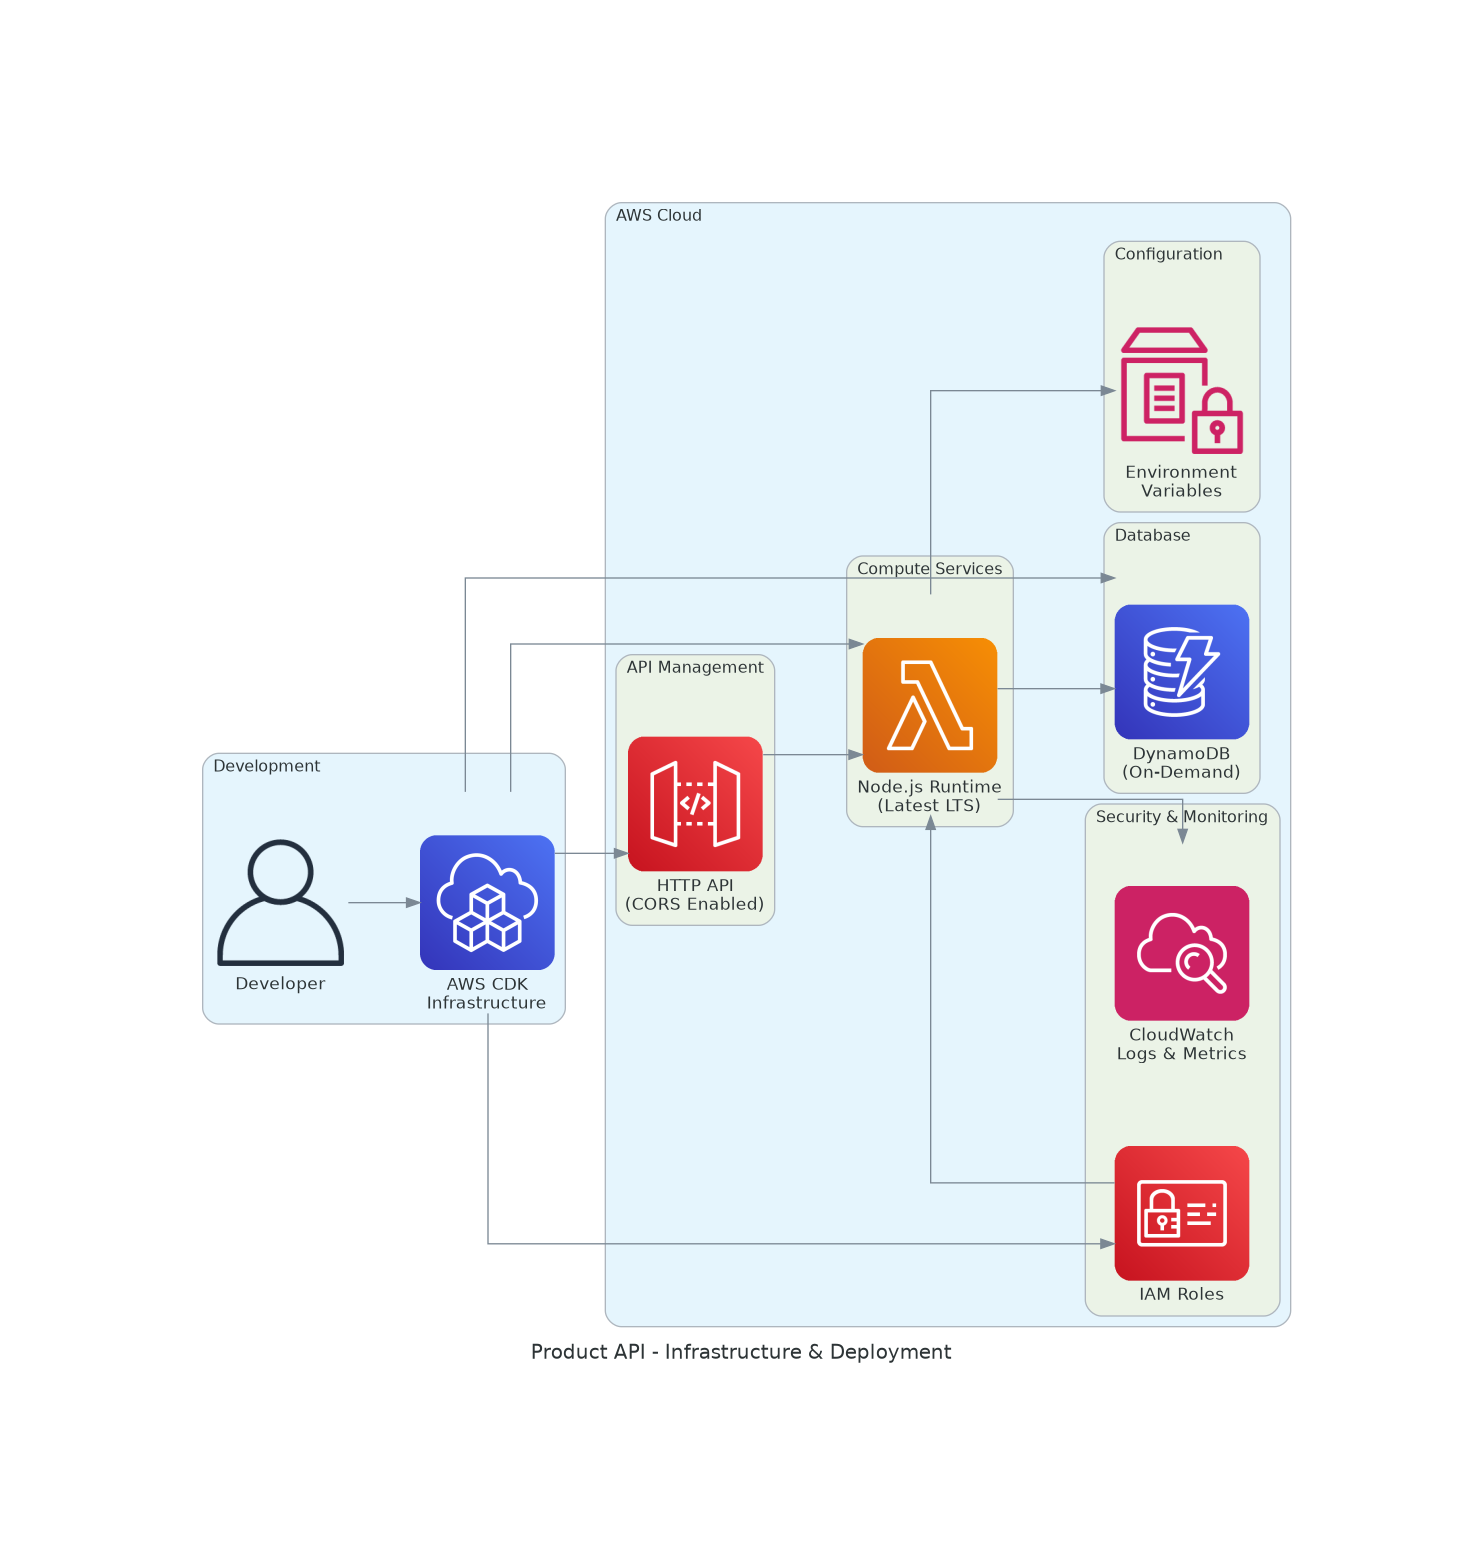 AWS Cloud
Configuration
Environment
Variables
Database
DynamoDB
(On-Demand)
Compute Services
Node.js Runtime
(Latest LTS)
API Management
HTTP API
(CORS Enabled)
Development
Developer
AWS CDK
Infrastructure
Security & Monitoring
CloudWatch
Logs & Metrics
IAM Roles
Product API - Infrastructure & Deployment